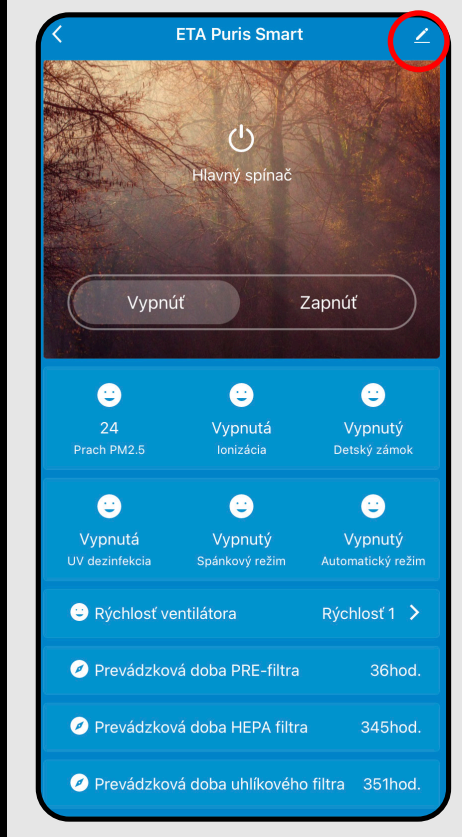 ETA Puris Smart
Hlavný spínač
Vypnúť Zapnúť
24 Vypnutá Vypnutý
Prach PM2.5 Ionizácia Detský zámok
Vypnutá Vypnutý Vypnutý
UV dezinfekcia Spánkový režim Automatický režim
Rýchlosť ventilátora Rýchlosť 1
Prevádzková doba PRE-filtra 36hod.
Prevádzková doba HEPA filtra 345hod.
Prevádzková doba uhlíkového filtra 351hod.